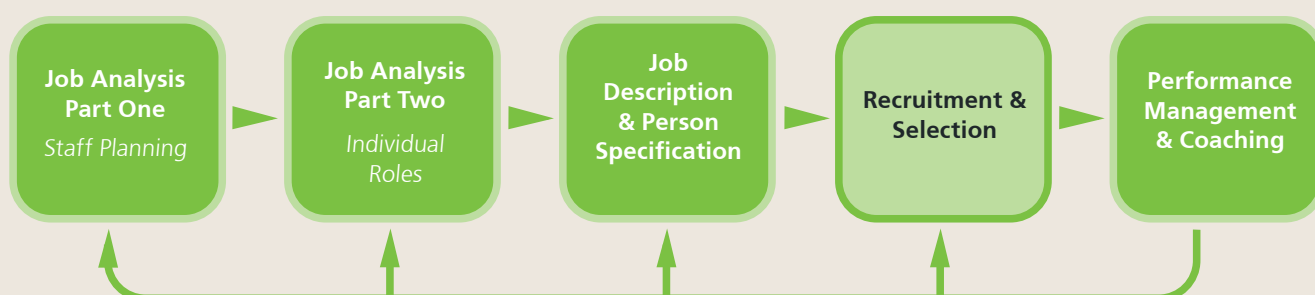 Job Analysis
Part One
Staff Planning
Job Analysis
Part Two
Individual
Roles
Job
Description
& Person
Specification
Recruitment &
Selection
Performance
Management
& Coaching